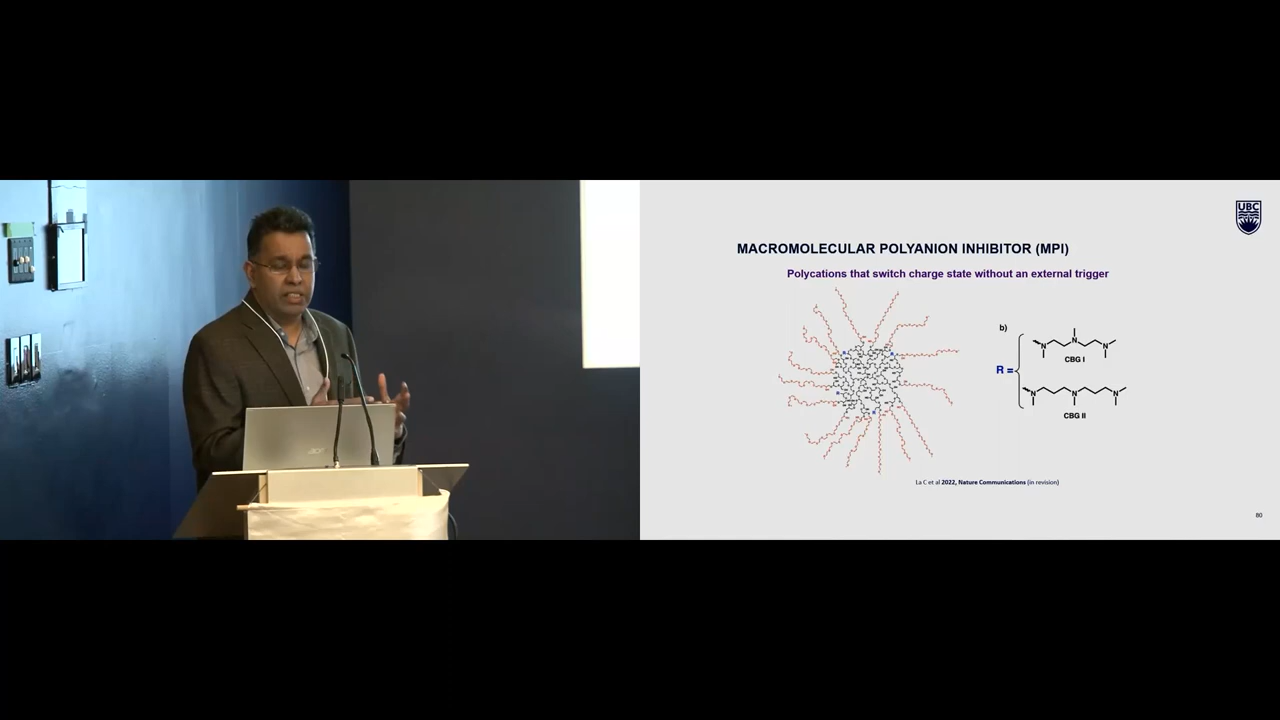 UBC
MACROMOLECULAR POLYANION INHIBITOR (MPI)
Polycations that switch charge state without an external trigger
b)
R =
N
N
N
CBG I
N
N
N
CBG II
La C et al 2022, Nature Communications (in revision)
80
acer